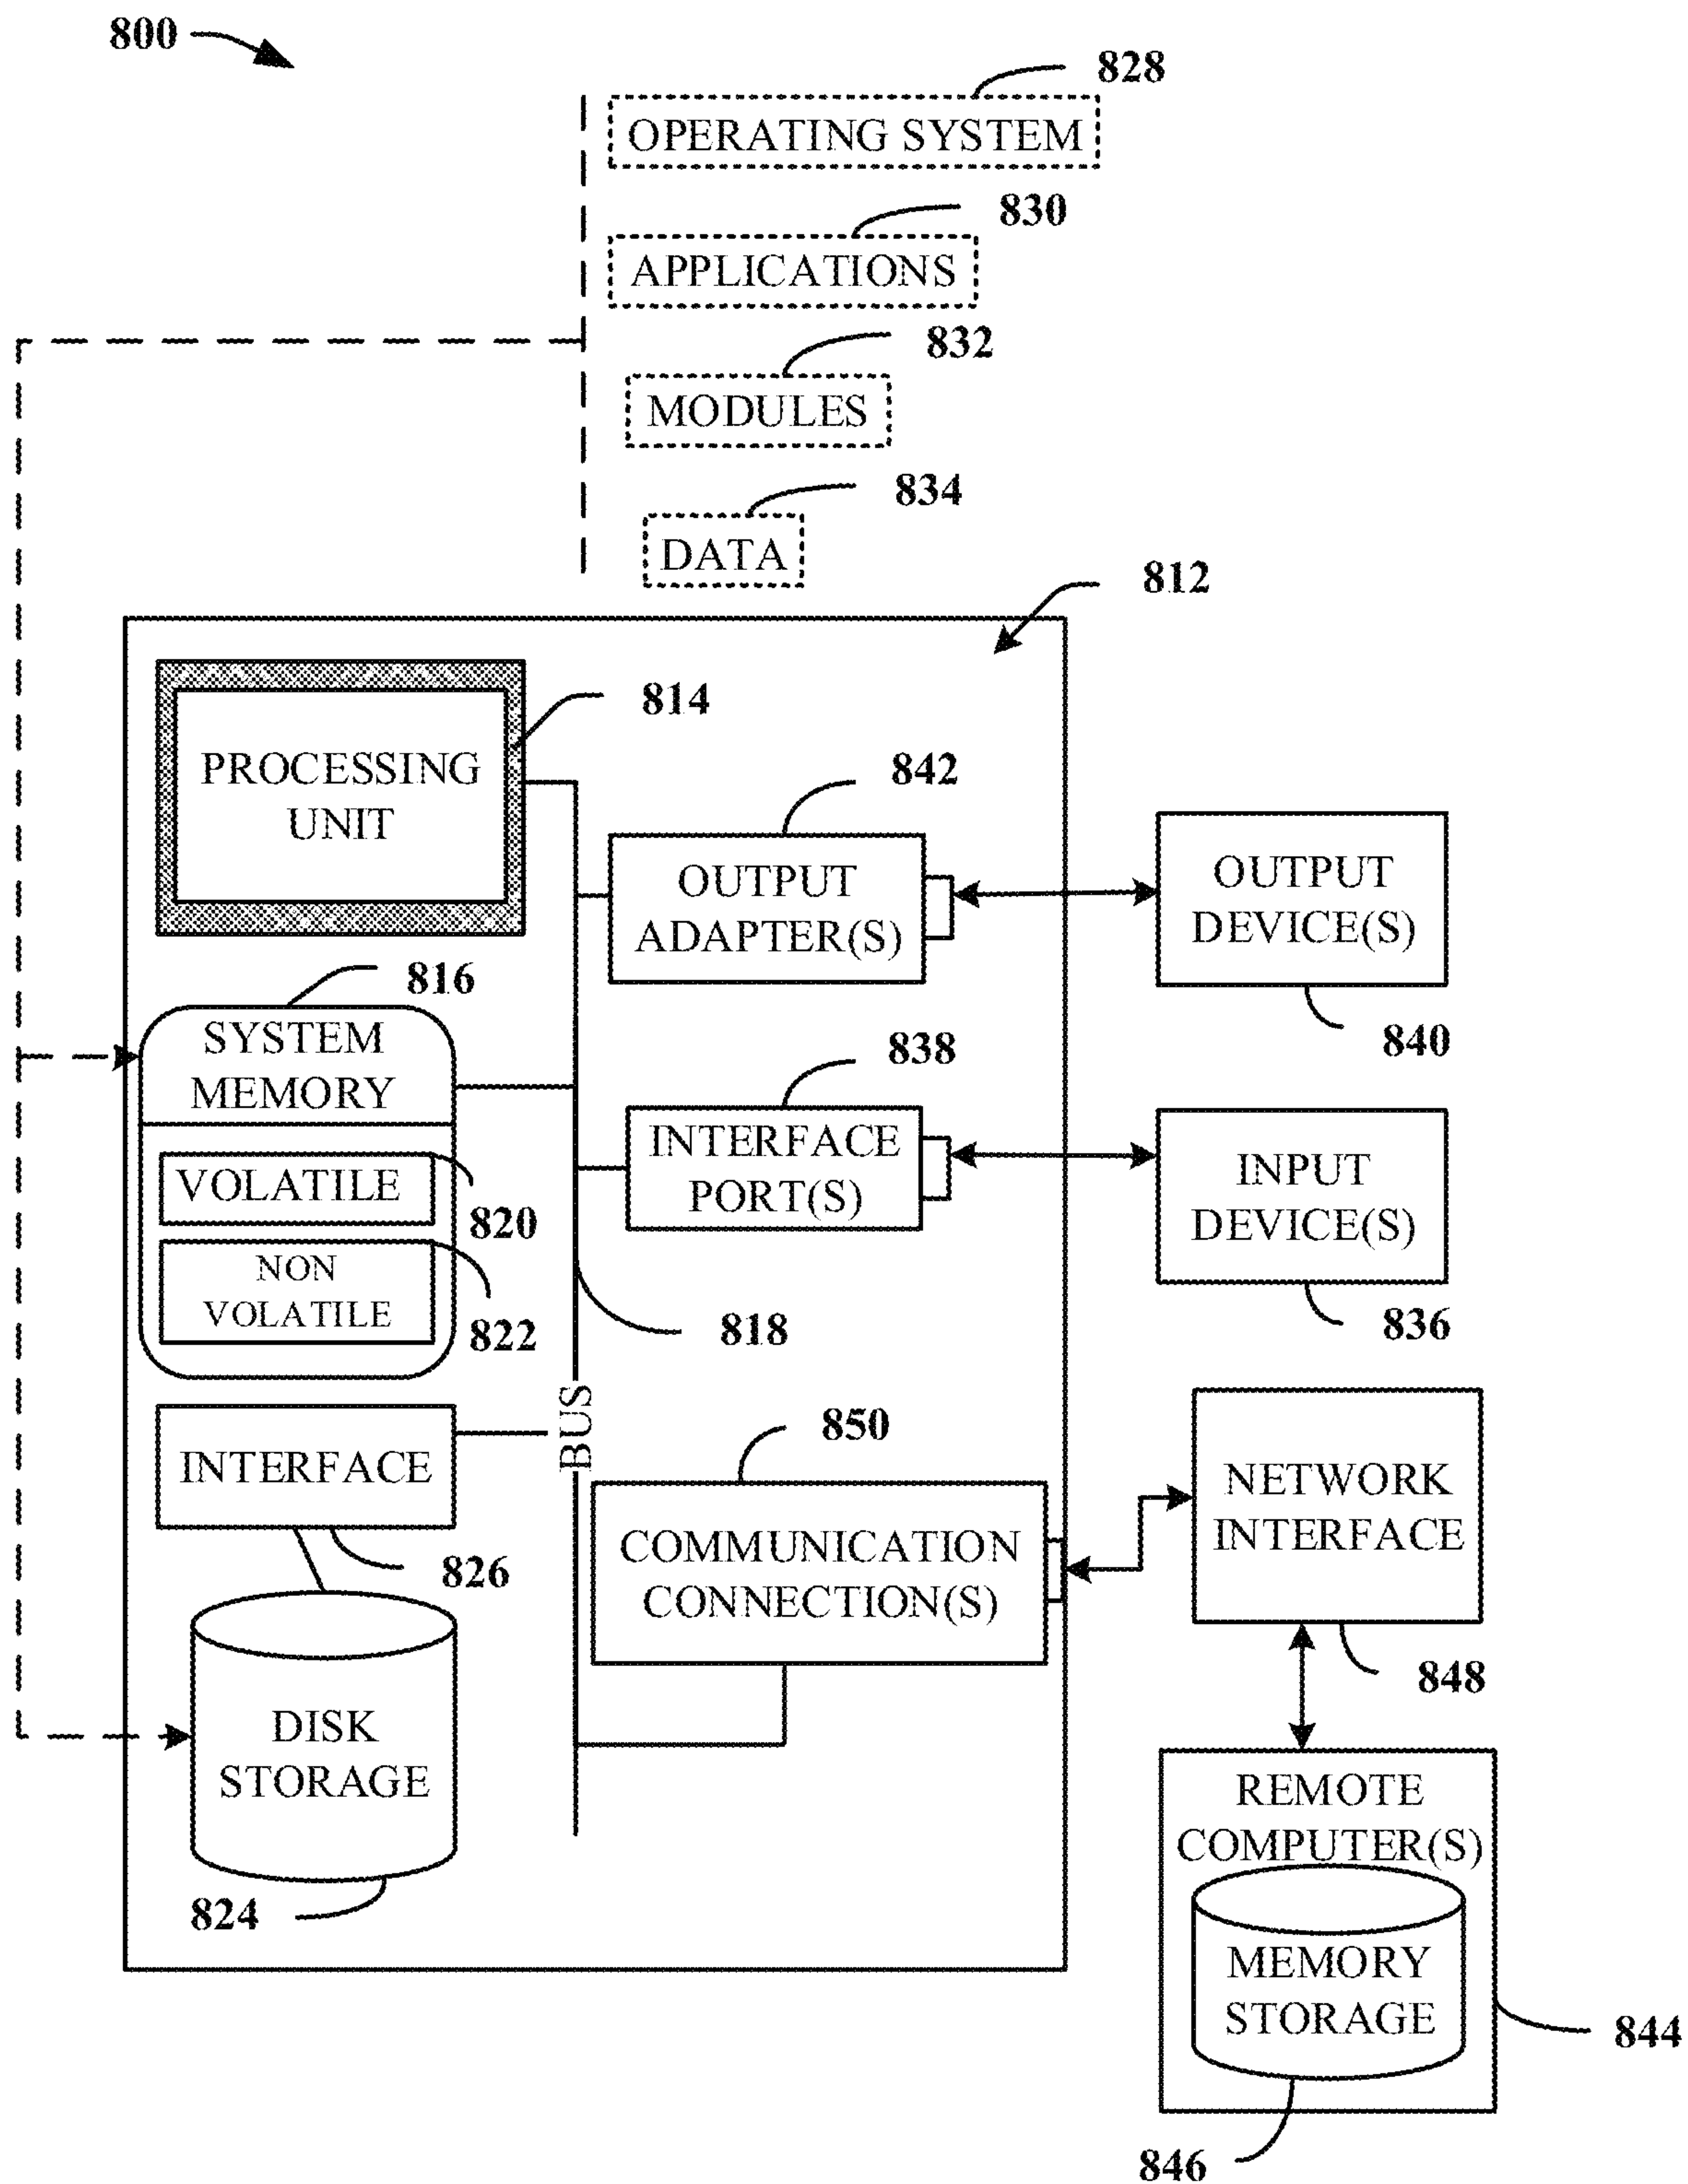 800
828
OPERATING SYSTEM
830
APPLICATIONS
832
MODULES
834
DATA
812
814
PROCESSING
UNIT
842
OUTPUT
ADAPTER(S)
OUTPUT
DEVICE(S)
840
816
SYSTEM
MEMORY
VOLATILE
820
NON
VOLATILE
822
838
INTERFACE
PORT(S)
INPUT
DEVICE(S)
836
818
BUS
INTERFACE
826
850
COMMUNICATION
CONNECTION(S)
NETWORK
INTERFACE
848
DISK
STORAGE
824
REMOTE
COMPUTER(S)
MEMORY
STORAGE
844
846